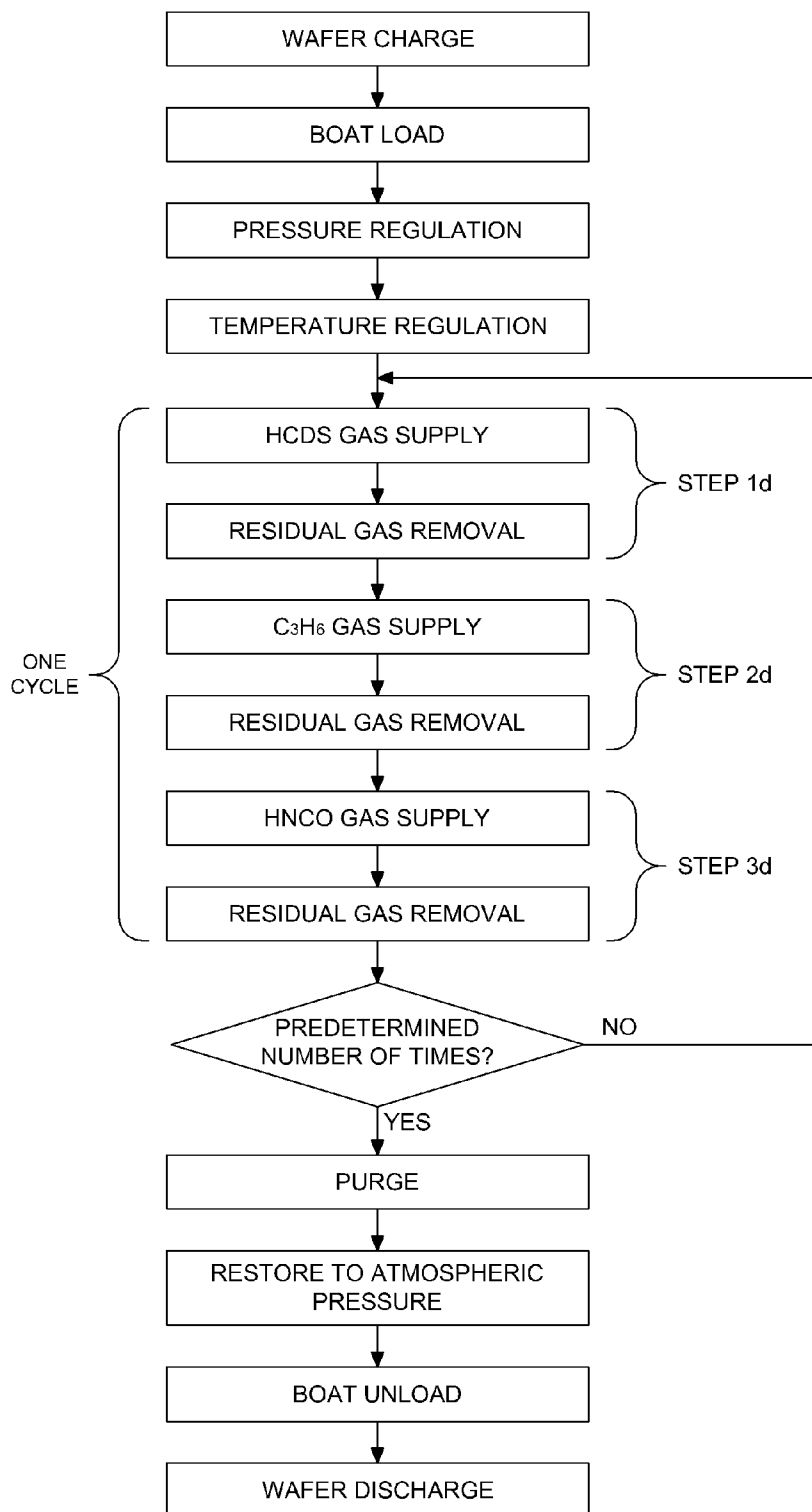 WAFER CHARGE
BOAT LOAD
PRESSURE REGULATION
TEMPERATURE REGULATION
HCDS GAS SUPPLY
STEP 1d
RESIDUAL GAS REMOVAL
C₃H₆ GAS SUPPLY
ONE
CYCLE
STEP 2d
RESIDUAL GAS REMOVAL
HNCO GAS SUPPLY
STEP 3d
RESIDUAL GAS REMOVAL
PREDETERMINED
NUMBER OF TIMES?
NO
YES
PURGE
RESTORE TO ATMOSPHERIC
PRESSURE
BOAT UNLOAD
WAFER DISCHARGE